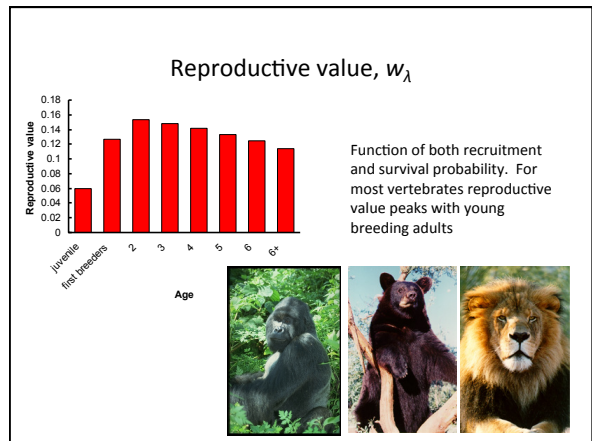 Reproductive value, wλ
0.18
0.16
0.14
0.12
0.1
0.08
0.06
0.04
0.02
0
Reproductive value
juvenile
first breeders
2
3
4
5
6
6+
Age
Function of both recruitment
and survival probability.  For
most vertebrates reproductive
value peaks with young
breeding adults